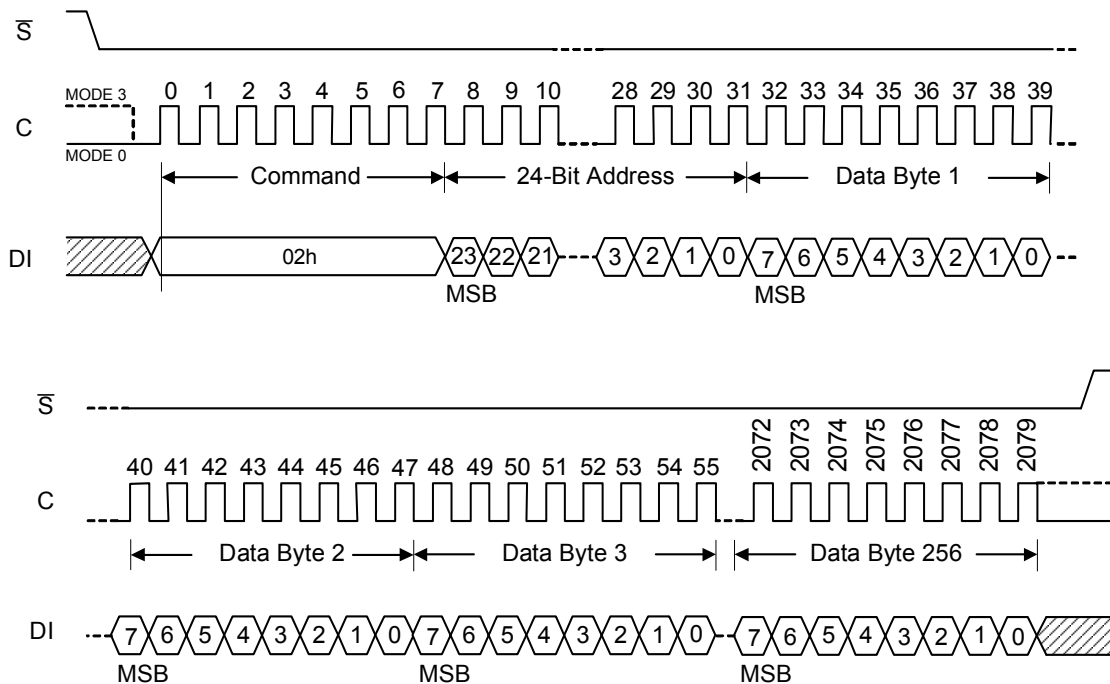 S̅
MODE 3
0 1 2 3 4 5 6 7 8 9 10 28 29 30 31 32 33 34 35 36 37 38 39
C
MODE 0
Command 24-Bit Address Data Byte 1
DI 02h 23 22 21 3 2 1 0 7 6 5 4 3 2 1 0
MSB MSB
S̅
40 41 42 43 44 45 46 47 48 49 50 51 52 53 54 55 2072 2073 2074 2075 2076 2077 2078 2079
C
Data Byte 2 Data Byte 3 Data Byte 256
DI 7 6 5 4 3 2 1 0 7 6 5 4 3 2 1 0 7 6 5 4 3 2 1 0
MSB MSB MSB